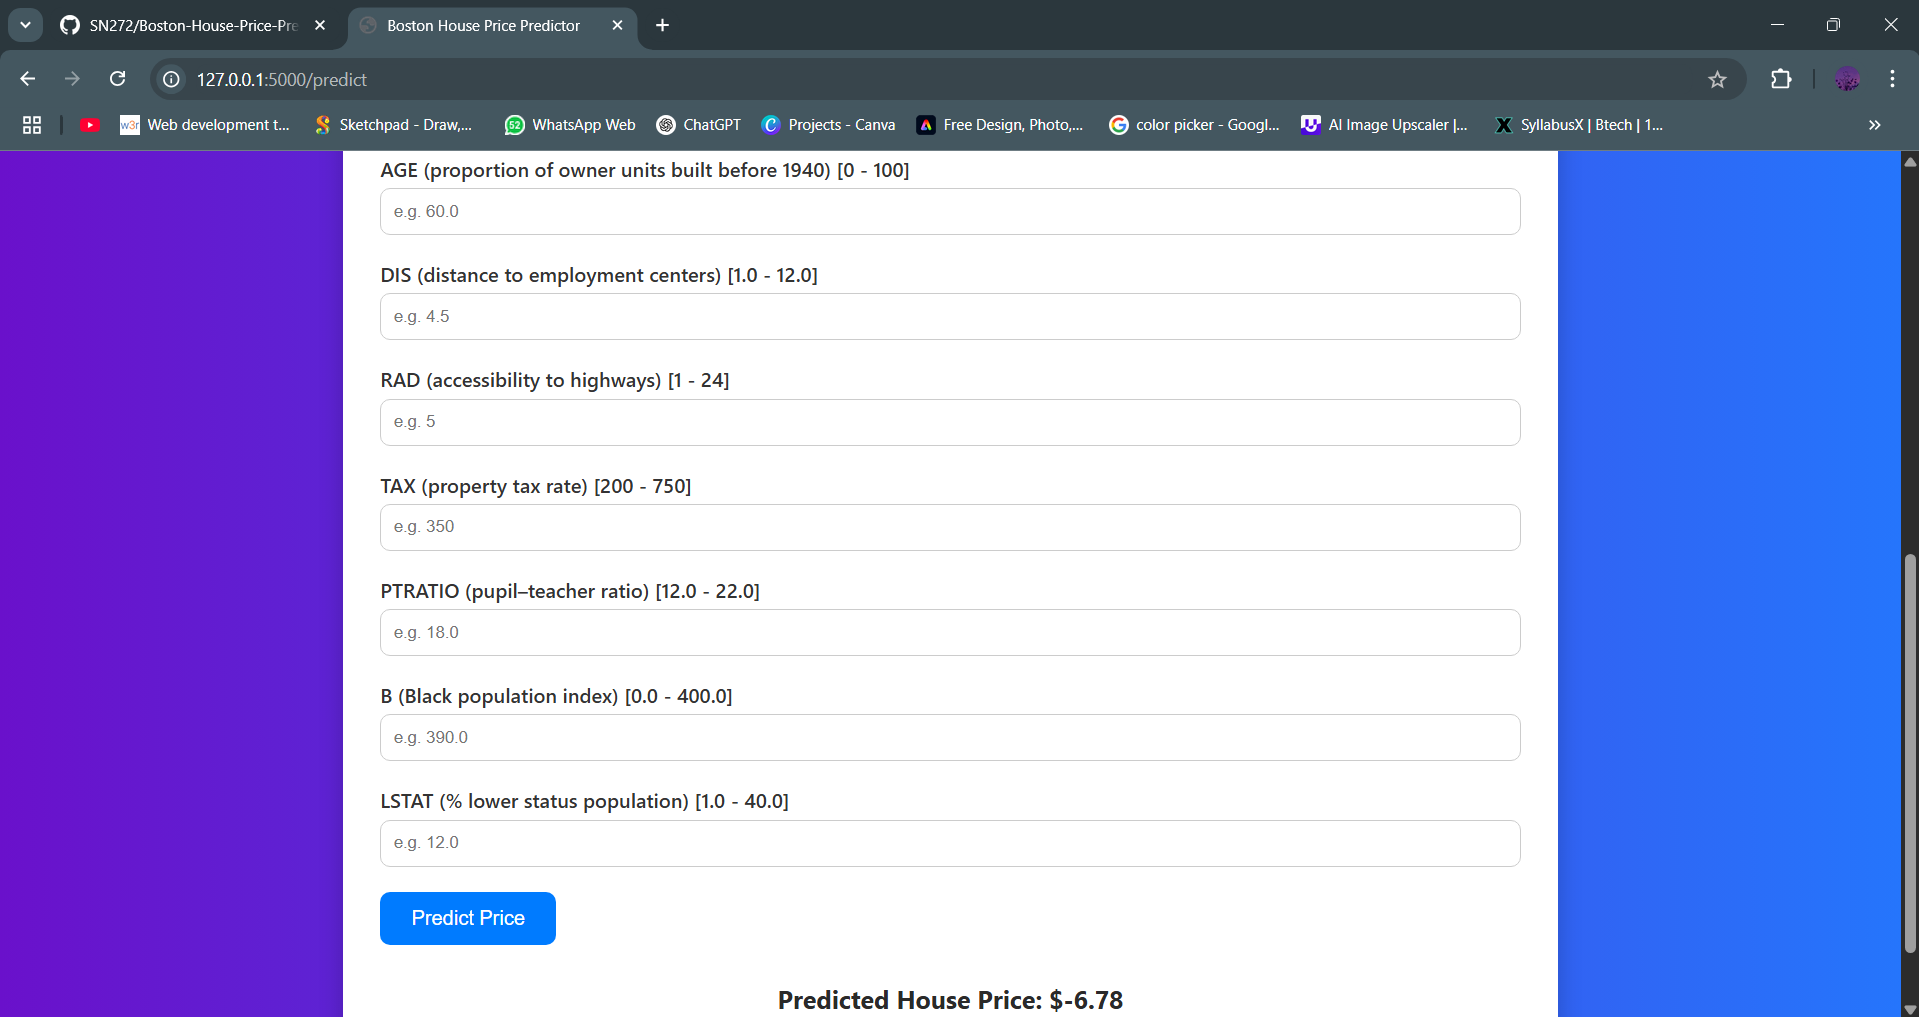 SN272/Boston-House-Price-Pre
Boston House Price Predictor
127.0.0.1:5000/predict
w3r Web development t...
Sketchpad - Draw,...
52 WhatsApp Web
ChatGPT
C Projects - Canva
Free Design, Photo,...
color picker - Googl...
AI Image Upscaler |...
SyllabusX | Btech | 1...
AGE (proportion of owner units built before 1940) [0 - 100]
e.g. 60.0
DIS (distance to employment centers) [1.0 - 12.0]
e.g. 4.5
RAD (accessibility to highways) [1 - 24]
e.g. 5
TAX (property tax rate) [200 - 750]
e.g. 350
PTRATIO (pupil–teacher ratio) [12.0 - 22.0]
e.g. 18.0
B (Black population index) [0.0 - 400.0]
e.g. 390.0
LSTAT (% lower status population) [1.0 - 40.0]
e.g. 12.0
Predict Price
Predicted House Price: $-6.78